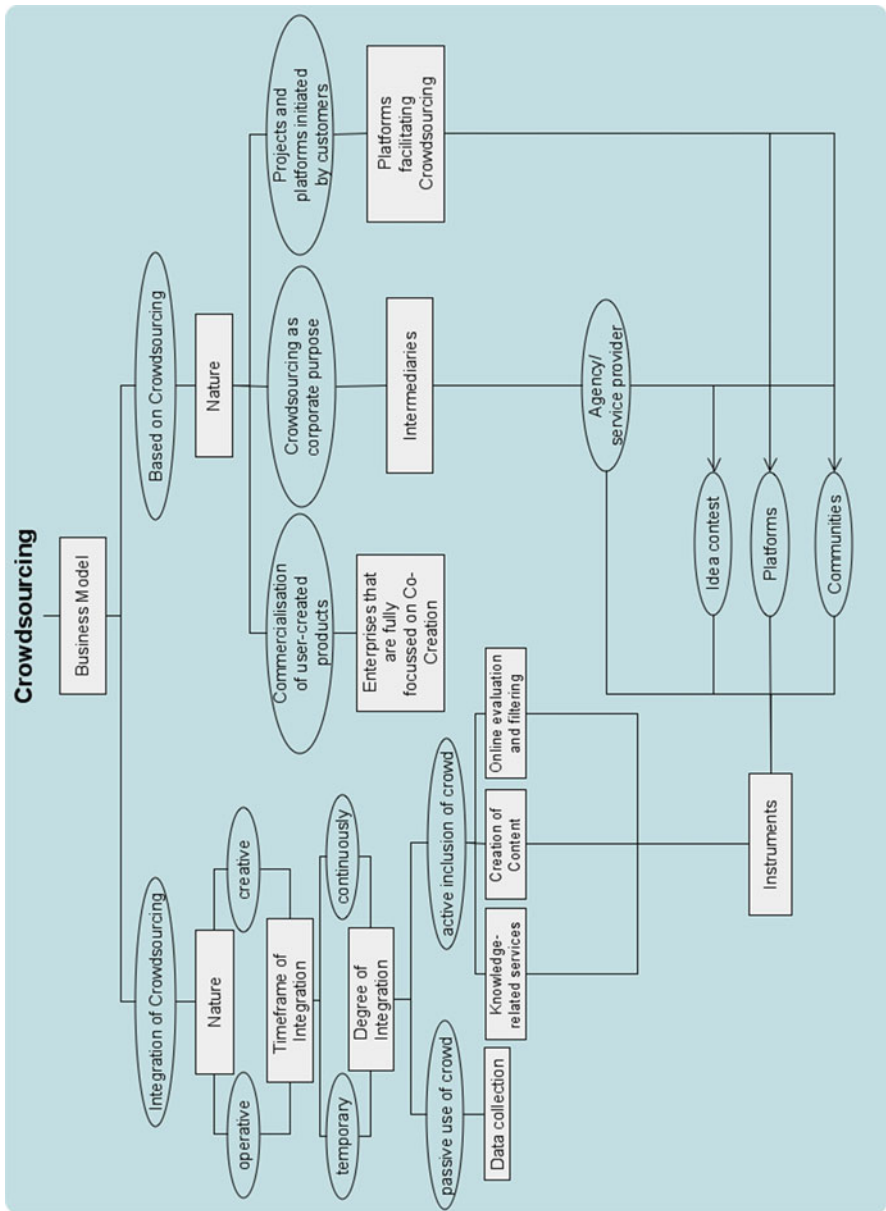 Crowdsourcing
Business Model
Integration of Crowdsourcing
Based on Crowdsourcing
Nature
Nature
operative
creative
Commercialisation
of user-created
products
Crowdsourcing as
corporate purpose
Projects and
platforms initiated
by customers
Timeframe of
Integration
Enterprises that
are fully
focussed on Co-
Creation
Intermediaries
Platforms
facilitating
Crowdsourcing
temporary
continuously
Degree of
Integration
passive use of crowd
active inclusion of crowd
Data collection
Knowledge-
related services
Creation of
Content
Online evaluation
and filtering
Agency/
service provider
Idea contest
Instruments
Platforms
Communities